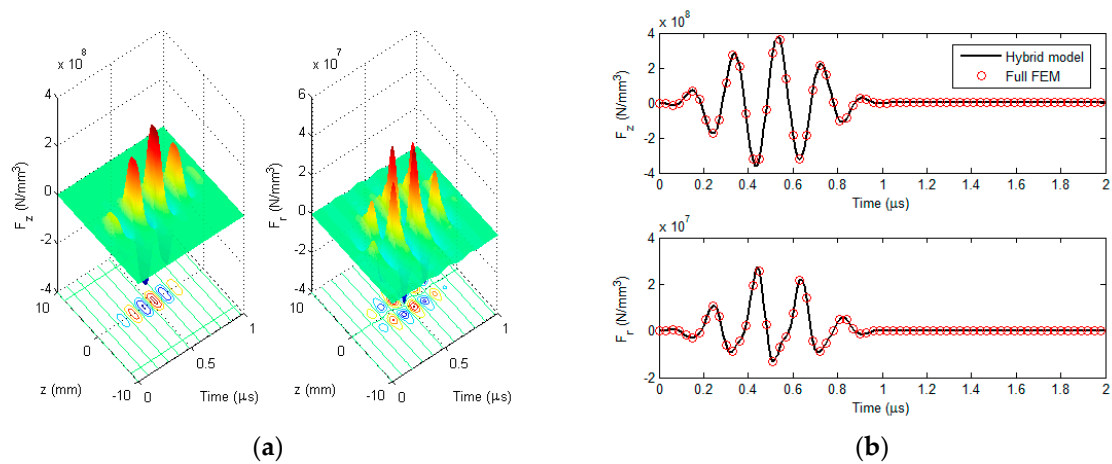 x 10^8
4
2
0
-2
-4
F_z (N/mm^3)
10
0
-10
z (mm)
0
0.5
1
Time (μs)
x 10^7
6
4
2
0
-2
-4
F_r (N/mm^3)
10
0
-10
z (mm)
0
0.5
1
Time (μs)
(a)
x 10^8
4
2
0
-2
-4
F_z (N/mm^3)
Hybrid model
Full FEM
0 0.2 0.4 0.6 0.8 1 1.2 1.4 1.6 1.8 2
Time (μs)
x 10^7
4
2
0
-2
F_r (N/mm^3)
0 0.2 0.4 0.6 0.8 1 1.2 1.4 1.6 1.8 2
Time (μs)
(b)